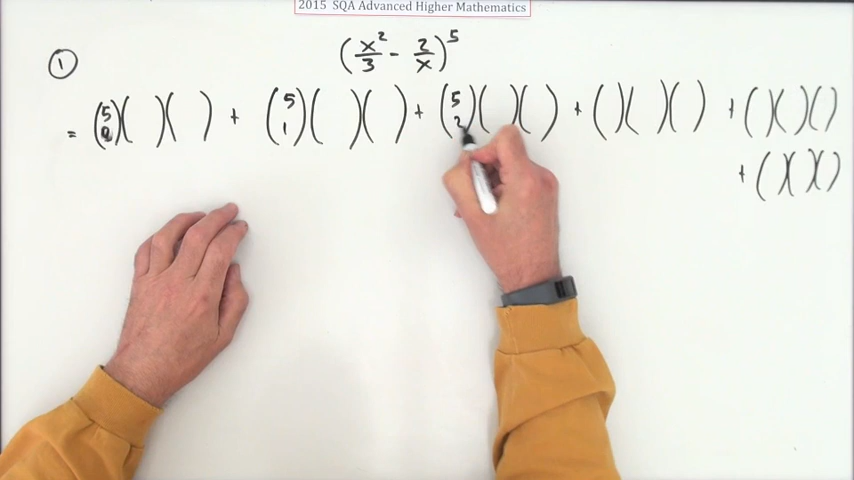 2015 SQA Advanced Higher Mathematics
① (x²/3 - 2/x)⁵
= (5 0)( )( ) + (5 1)( )( ) + (5 2)( )( ) + ( )( )( ) + ( )( )( )
+ ( )( )( )